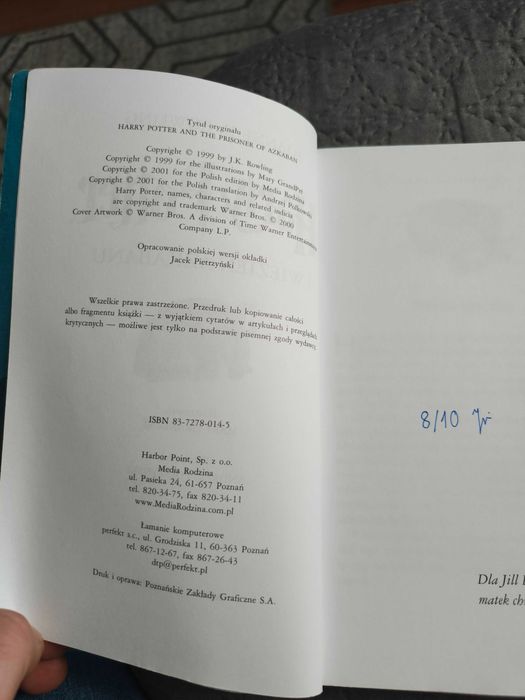 Tytuł oryginału
HARRY POTTER AND THE PRISONER OF AZKABAN
Copyright © 1999 by J.K. Rowling
Copyright © 1999 for the illustrations by Mary GrandPré
Copyright © 2001 for the Polish edition by Media Rodzina
Copyright © 2001 for the Polish translation by Andrzej Polkowski
Harry Potter, names, characters and related indicia
are copyright and trademark Warner Bros. © 2000
Cover Artwork © Warner Bros. A division of Time Warner Entertainment
Company L.P.
Opracowanie polskiej wersji okładki
Jacek Pietrzyński
Wszelkie prawa zastrzeżone. Przedruk lub kopiowanie całości
albo fragmentu książki — z wyjątkiem cytatów w artykułach i przeglądach
krytycznych — możliwe jest tylko na podstawie pisemnej zgody wydawcy.
ISBN 83-7278-014-5
Harbor Point, Sp. z o.o.
Media Rodzina
ul. Pasieka 24, 61-657 Poznań
tel. 820-34-75, fax 820-34-11
www.MediaRodzina.com.pl
Łamanie komputerowe
perfekt s.c., ul. Grodziska 11, 60-363 Poznań
tel. 867-12-67, fax 867-26-43
dtp@perfekt.pl
Druk i oprawa: Poznańskie Zakłady Graficzne S.A.
8/10
Dla Jill
matek ch